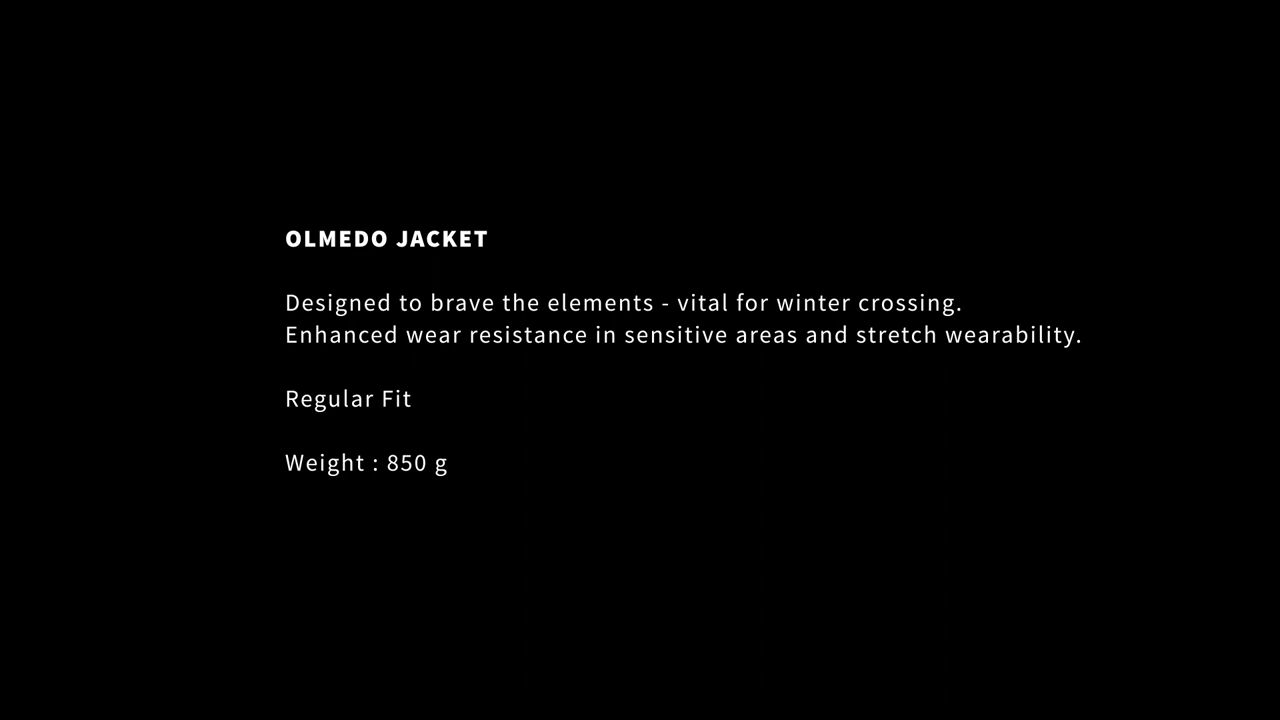 OLMEDO JACKET
Designed to brave the elements - vital for winter crossing.
Enhanced wear resistance in sensitive areas and stretch wearability.
Regular Fit
Weight : 850 g